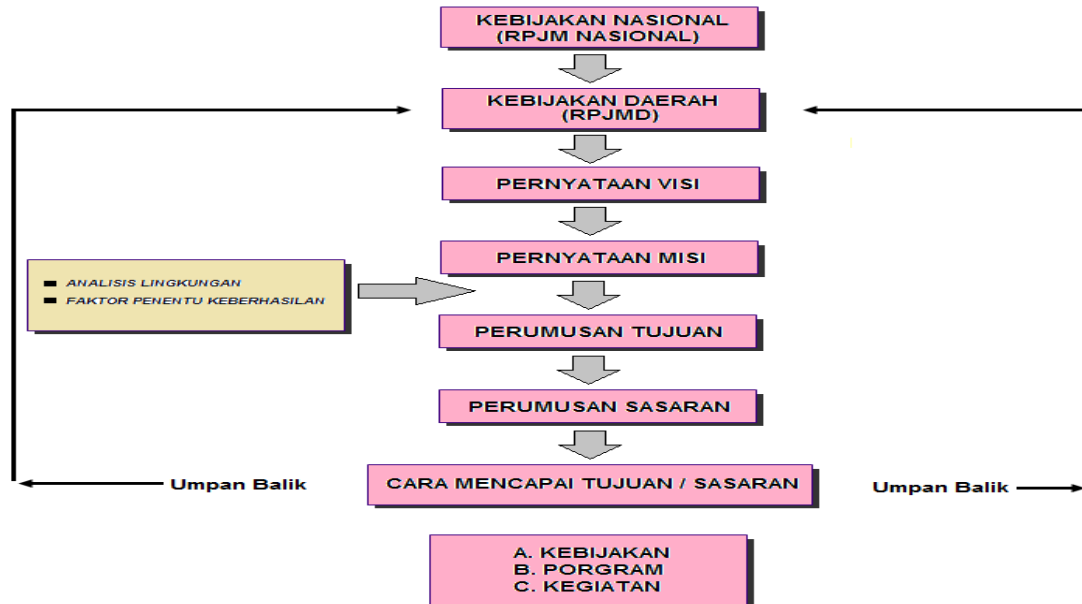 KEBIJAKAN NASIONAL
(RPJM NASIONAL)
KEBIJAKAN DAERAH
(RPJMD)
PERNYATAAN VISI
PERNYATAAN MISI
ANALISIS LINGKUNGAN
FAKTOR PENENTU KEBERHASILAN
PERUMUSAN TUJUAN
PERUMUSAN SASARAN
Umpan Balik
CARA MENCAPAI TUJUAN / SASARAN
Umpan Balik
A. KEBIJAKAN
B. PORGRAM
C. KEGIATAN